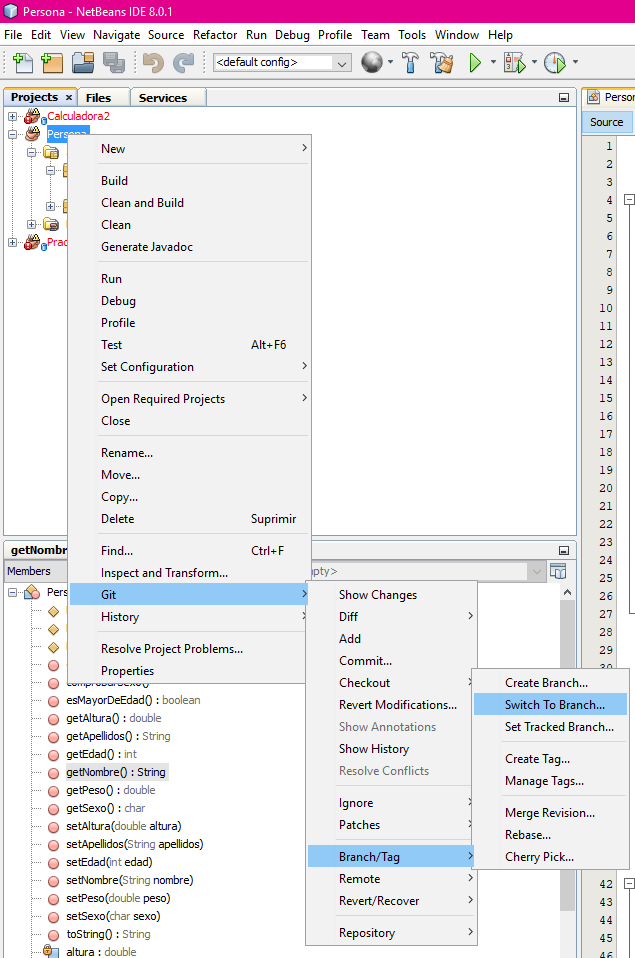 Persona - NetBeans IDE 8.0.1
File Edit View Navigate Source Refactor Run Debug Profile Team Tools Window Help
<default config>
Projects Files Services
Calculadora2
Persona
New
Build
Clean and Build
Clean
Generate Javadoc
Run
Debug
Profile
Test Alt+F6
Set Configuration
Open Required Projects
Close
Rename...
Move...
Copy...
Delete Suprimir
Find... Ctrl+F
Inspect and Transform...
Git
History
Resolve Project Problems...
Properties
Show Changes
Diff
Add
Commit...
Checkout
Revert Modifications...
Show Annotations
Show History
Resolve Conflicts
Ignore
Patches
Branch/Tag
Remote
Revert/Recover
Repository
Create Branch...
Switch To Branch...
Set Tracked Branch...
Create Tag...
Manage Tags...
Merge Revision...
Rebase...
Cherry Pick...
Members
esMayorDeEdad() : boolean
getAltura() : double
getApellidos() : String
getEdad() : int
getNombre() : String
getPeso() : double
getSexo() : char
setAltura(double altura)
setApellidos(String apellidos)
setEdad(int edad)
setNombre(String nombre)
setPeso(double peso)
setSexo(char sexo)
toString() : String
altura : double
Source
1
2
3
4
5
6
7
8
9
10
11
12
13
14
15
16
17
18
19
20
21
22
23
24
25
26
27
28
29
42
43
44
45
46